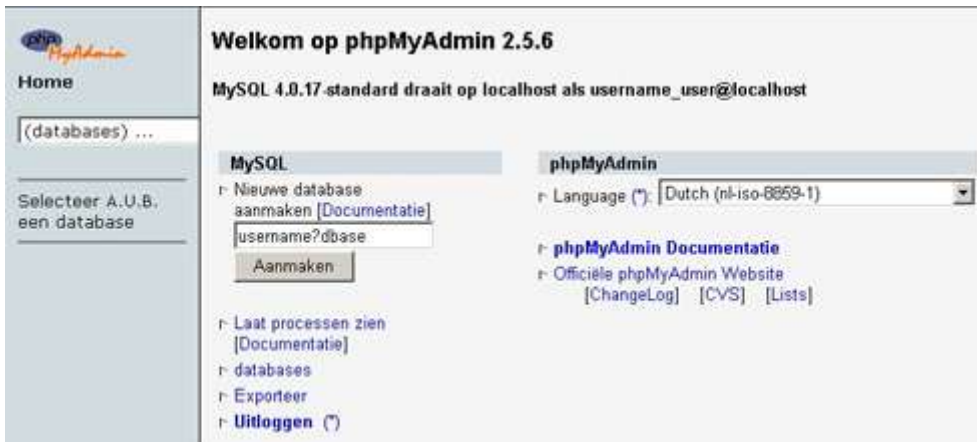 php
MyAdmin
Home
(databases) ...
Selecteer A.U.B.
een database
Welkom op phpMyAdmin 2.5.6
MySQL 4.0.17-standard draait op localhost als username_user@localhost
MySQL
Nieuwe database
aanmaken [Documentatie]
username?dbase
Aanmaken
Laat processen zien
[Documentatie]
databases
Exporteer
Uitloggen (*)
phpMyAdmin
Language (*): Dutch (nl-iso-8859-1)
phpMyAdmin Documentatie
Officiële phpMyAdmin Website
[ChangeLog] [CVS] [Lists]